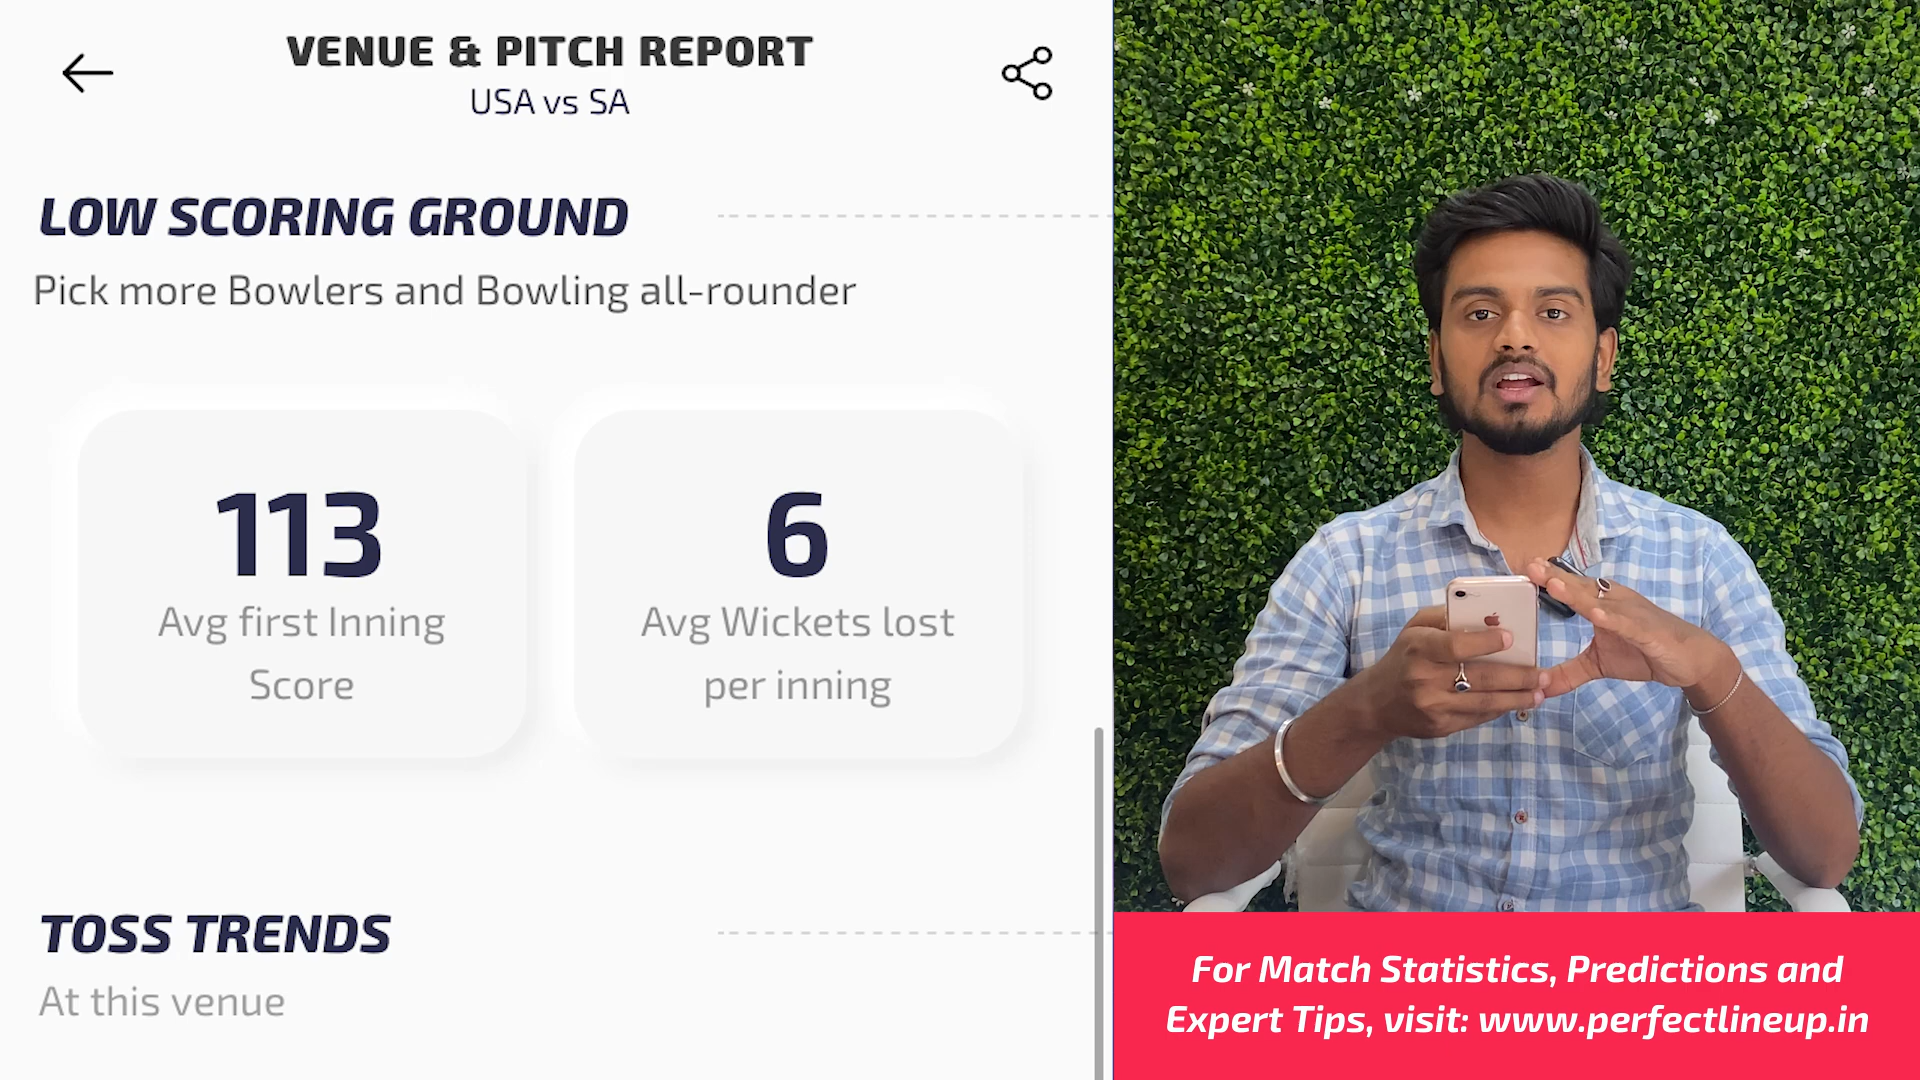 VENUE & PITCH REPORT
USA vs SA
LOW SCORING GROUND
Pick more Bowlers and Bowling all-rounder
113
Avg first Inning
Score
6
Avg Wickets lost
per inning
TOSS TRENDS
At this venue
For Match Statistics, Predictions and
Expert Tips, visit: www.perfectlineup.in